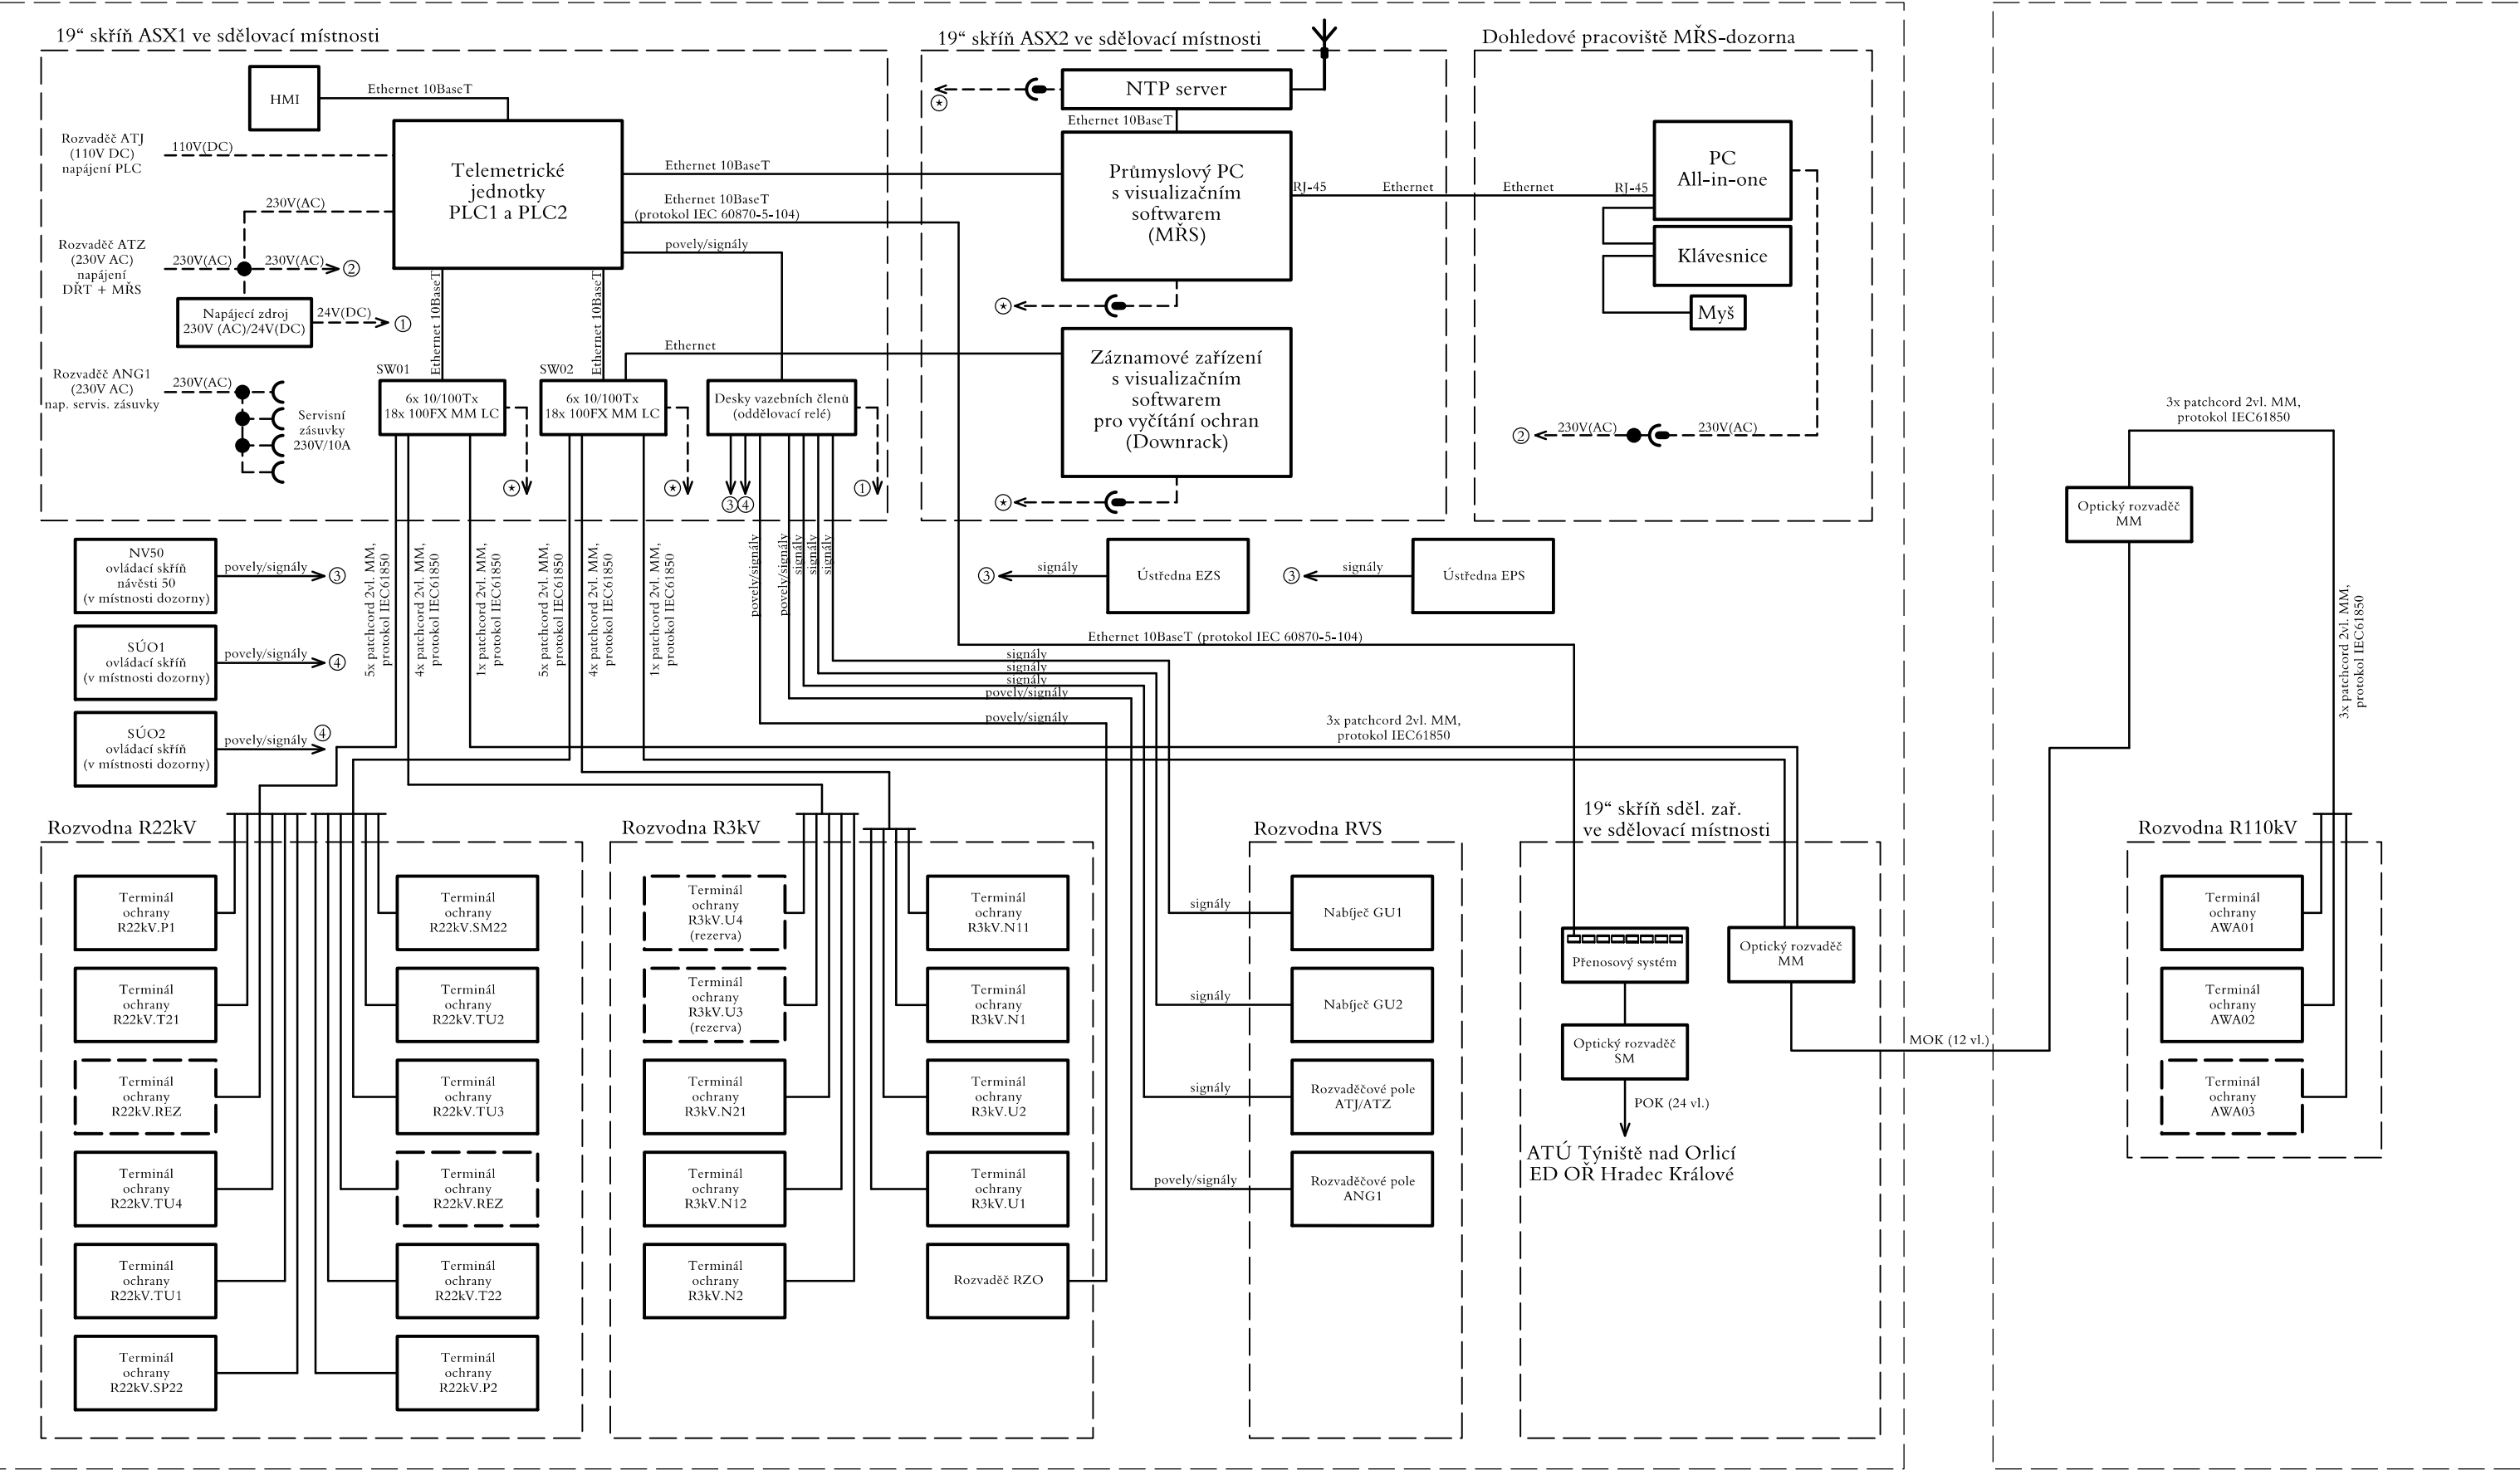 19“ skříň ASX1 ve sdělovací místnosti
HMI
Ethernet 10BaseT
Rozvaděč ATJ
(110V DC)
napájení PLC
110V(DC)
Telemetrické
jednotky
PLC1 a PLC2
230V(AC)
Rozvaděč ATZ
(230V AC)
napájení
DŘT + MŘS
230V(AC)
230V(AC)
2
Napájecí zdroj
230V (AC)/24V(DC)
24V(DC)
1
Rozvaděč ANG1
(230V AC)
nap. servis. zásuvky
230V(AC)
Servisní
zásuvky
230V/10A
Ethernet 10BaseT
Ethernet 10BaseT
(protokol IEC 60870-5-104)
povely/signály
Ethernet 10BaseT
Ethernet 10BaseT
Ethernet
SW01
6x 10/100Tx
18x 100FX MM LC
SW02
6x 10/100Tx
18x 100FX MM LC
Desky vazebních členů
(oddělovací relé)
3
4
1
19“ skříň ASX2 ve sdělovací místnosti
NTP server
Ethernet 10BaseT
Průmyslový PC
s visualizačním
softwarem
(MŘS)
RJ-45
Ethernet
Záznamové zařízení
s visualizačním
softwarem
pro vyčítání ochran
(Downrack)
Dohledové pracoviště MŘS-dozorna
Ethernet
RJ-45
PC
All-in-one
Klávesnice
Myš
2
230V(AC)
230V(AC)
NV50
ovládací skříň
návěsti 50
(v místnosti dozorny)
povely/signály
3
SÚO1
ovládací skříň
(v místnosti dozorny)
povely/signály
4
SÚO2
ovládací skříň
(v místnosti dozorny)
povely/signály
4
5x patchcord 2vl. MM,
protokol IEC61850
4x patchcord 2vl. MM,
protokol IEC61850
1x patchcord 2vl. MM,
protokol IEC61850
5x patchcord 2vl. MM,
protokol IEC61850
4x patchcord 2vl. MM,
protokol IEC61850
1x patchcord 2vl. MM,
protokol IEC61850
povely/signály
povely/signály
signály
signály
signály
3
signály
Ústředna EZS
3
signály
Ústředna EPS
Ethernet 10BaseT (protokol IEC 60870-5-104)
signály
signály
signály
povely/signály
povely/signály
3x patchcord 2vl. MM,
protokol IEC61850
Rozvodna R22kV
Terminál
ochrany
R22kV.P1
Terminál
ochrany
R22kV.T21
Terminál
ochrany
R22kV.REZ
Terminál
ochrany
R22kV.TU4
Terminál
ochrany
R22kV.TU1
Terminál
ochrany
R22kV.SP22
Terminál
ochrany
R22kV.SM22
Terminál
ochrany
R22kV.TU2
Terminál
ochrany
R22kV.TU3
Terminál
ochrany
R22kV.REZ
Terminál
ochrany
R22kV.T22
Terminál
ochrany
R22kV.P2
Rozvodna R3kV
Terminál
ochrany
R3kV.U4
(rezerva)
Terminál
ochrany
R3kV.U3
(rezerva)
Terminál
ochrany
R3kV.N21
Terminál
ochrany
R3kV.N12
Terminál
ochrany
R3kV.N2
Terminál
ochrany
R3kV.N11
Terminál
ochrany
R3kV.N1
Terminál
ochrany
R3kV.U2
Terminál
ochrany
R3kV.U1
Rozvaděč RZO
Rozvodna RVS
signály
Nabíječ GU1
signály
Nabíječ GU2
signály
Rozvaděčové pole
ATJ/ATZ
povely/signály
Rozvaděčové pole
ANG1
19“ skříň sděl. zař.
ve sdělovací místnosti
Přenosový systém
Optický rozvaděč
SM
POK (24 vl.)
ATÚ Týniště nad Orlicí
ED OŘ Hradec Králové
Optický rozvaděč
MM
MOK (12 vl.)
3x patchcord 2vl. MM,
protokol IEC61850
Optický rozvaděč
MM
3x patchcord 2vl. MM,
protokol IEC61850
Rozvodna R110kV
Terminál
ochrany
AWA01
Terminál
ochrany
AWA02
Terminál
ochrany
AWA03